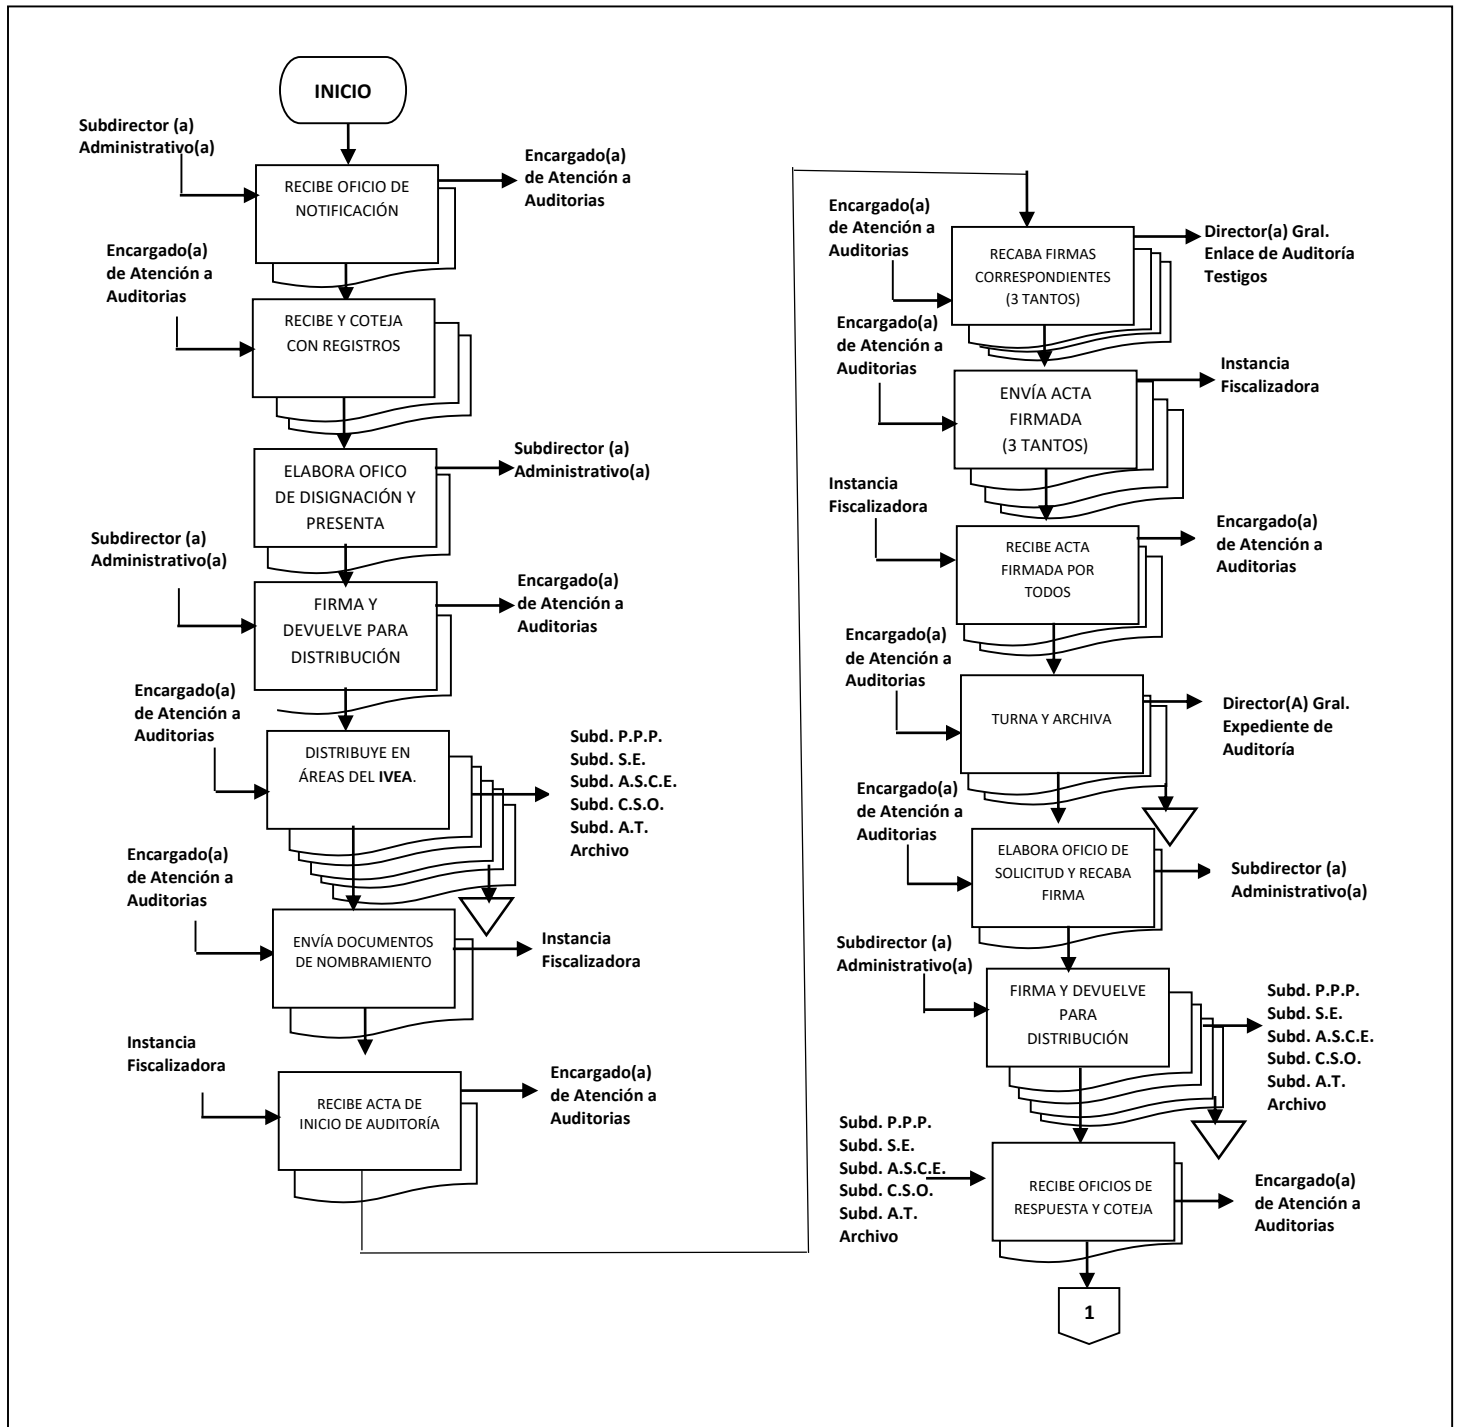 INICIO
Subdirector (a)
Administrativo(a)
RECIBE OFICIO DE
NOTIFICACIÓN
Encargado(a)
de Atención a
Auditorias
Encargado(a)
de Atención a
Auditorias
RECIBE Y COTEJA
CON REGISTROS
ELABORA OFICO
DE DISIGNACIÓN Y
PRESENTA
Subdirector (a)
Administrativo(a)
Subdirector (a)
Administrativo(a)
FIRMA Y
DEVUELVE PARA
DISTRIBUCIÓN
Encargado(a)
de Atención a
Auditorias
Encargado(a)
de Atención a
Auditorias
DISTRIBUYE EN
ÁREAS DEL IVEA.
Subd. P.P.P.
Subd. S.E.
Subd. A.S.C.E.
Subd. C.S.O.
Subd. A.T.
Archivo
Encargado(a)
de Atención a
Auditorias
ENVÍA DOCUMENTOS
DE NOMBRAMIENTO
Instancia
Fiscalizadora
Instancia
Fiscalizadora
RECIBE ACTA DE
INICIO DE AUDITORÍA
Encargado(a)
de Atención a
Auditorias
Encargado(a)
de Atención a
Auditorias
RECABA FIRMAS
CORRESPONDIENTES
(3 TANTOS)
Director(a) Gral.
Enlace de Auditoría
Testigos
Encargado(a)
de Atención a
Auditorias
ENVÍA ACTA
FIRMADA
(3 TANTOS)
Instancia
Fiscalizadora
Instancia
Fiscalizadora
RECIBE ACTA
FIRMADA POR
TODOS
Encargado(a)
de Atención a
Auditorias
Encargado(a)
de Atención a
Auditorias
TURNA Y ARCHIVA
Director(A) Gral.
Expediente de
Auditoría
Encargado(a)
de Atención a
Auditorias
ELABORA OFICIO DE
SOLICITUD Y RECABA
FIRMA
Subdirector (a)
Administrativo(a)
Subdirector (a)
Administrativo(a)
FIRMA Y DEVUELVE
PARA
DISTRIBUCIÓN
Subd. P.P.P.
Subd. S.E.
Subd. A.S.C.E.
Subd. C.S.O.
Subd. A.T.
Archivo
Subd. P.P.P.
Subd. S.E.
Subd. A.S.C.E.
Subd. C.S.O.
Subd. A.T.
Archivo
RECIBE OFICIOS DE
RESPUESTA Y COTEJA
Encargado(a)
de Atención a
Auditorias
1